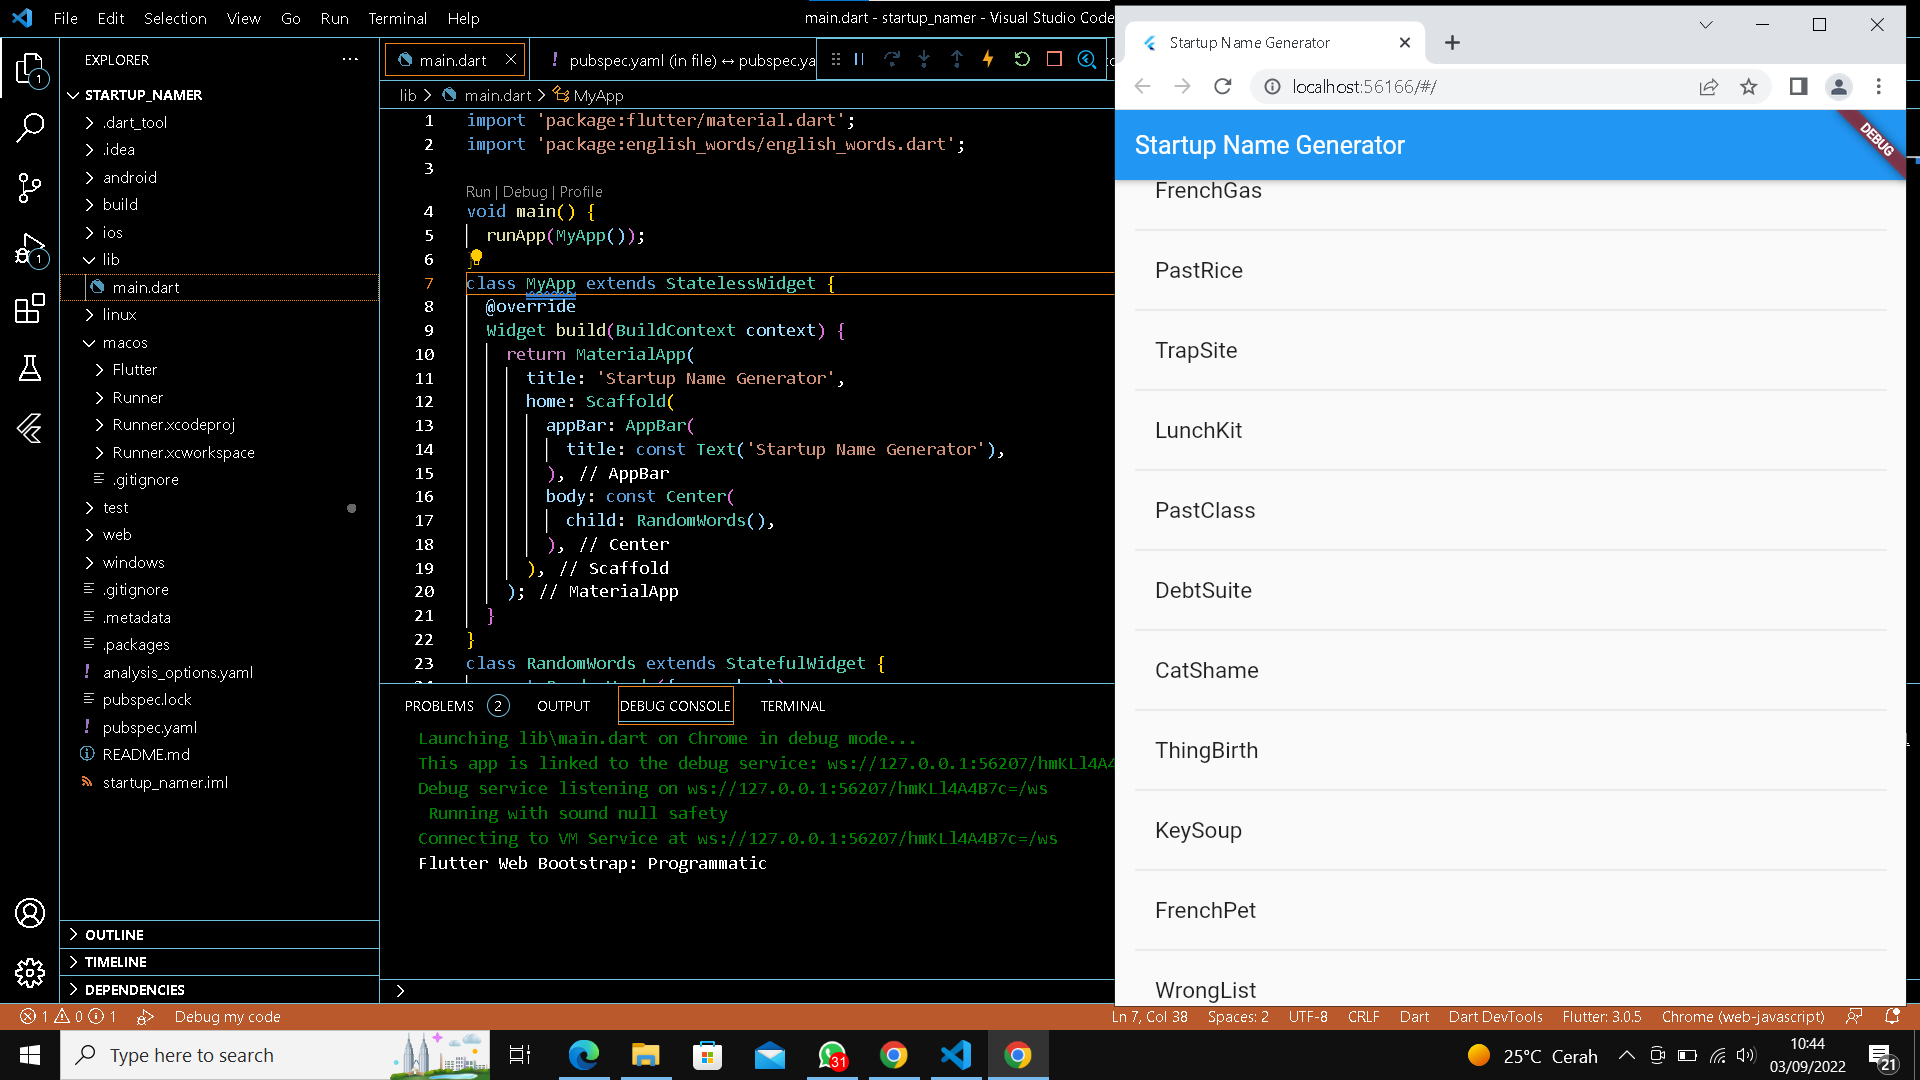 File Edit Selection View Go Run Terminal Help
main.dart - startup_namer - Visual Studio Code
EXPLORER
STARTUP_NAMER
.dart_tool
.idea
android
build
ios
lib
main.dart
linux
macos
Flutter
Runner
Runner.xcodeproj
Runner.xcworkspace
.gitignore
test
web
windows
.gitignore
.metadata
.packages
analysis_options.yaml
pubspec.lock
pubspec.yaml
README.md
startup_namer.iml
OUTLINE
TIMELINE
DEPENDENCIES
1
1
main.dart
pubspec.yaml (in file) ↔ pubspec.ya
lib > main.dart > MyApp
1 import 'package:flutter/material.dart';
2 import 'package:english_words/english_words.dart';
3
Run | Debug | Profile
4 void main() {
5 runApp(MyApp());
6
7 class MyApp extends StatelessWidget {
8 @override
9 Widget build(BuildContext context) {
10 return MaterialApp(
11 title: 'Startup Name Generator',
12 home: Scaffold(
13 appBar: AppBar(
14 title: const Text('Startup Name Generator'),
15 ), // AppBar
16 body: const Center(
17 child: RandomWords(),
18 ), // Center
19 ), // Scaffold
20 ); // MaterialApp
21 }
22 }
23 class RandomWords extends StatefulWidget {
PROBLEMS 2 OUTPUT DEBUG CONSOLE TERMINAL
Launching lib\main.dart on Chrome in debug mode...
This app is linked to the debug service: ws://127.0.0.1:56207/hmKLl4A4
Debug service listening on ws://127.0.0.1:56207/hmKLl4A4B7c=/ws
Running with sound null safety
Connecting to VM Service at ws://127.0.0.1:56207/hmKLl4A4B7c=/ws
Flutter Web Bootstrap: Programmatic
>
Startup Name Generator
localhost:56166/#/
Startup Name Generator
DEBUG
FrenchGas
PastRice
TrapSite
LunchKit
PastClass
DebtSuite
CatShame
ThingBirth
KeySoup
FrenchPet
WrongList
1 0 1 Debug my code
Ln 7, Col 38 Spaces: 2 UTF-8 CRLF Dart Dart DevTools Flutter: 3.0.5 Chrome (web-javascript)
Type here to search
31
25°C Cerah
10:44
03/09/2022
21